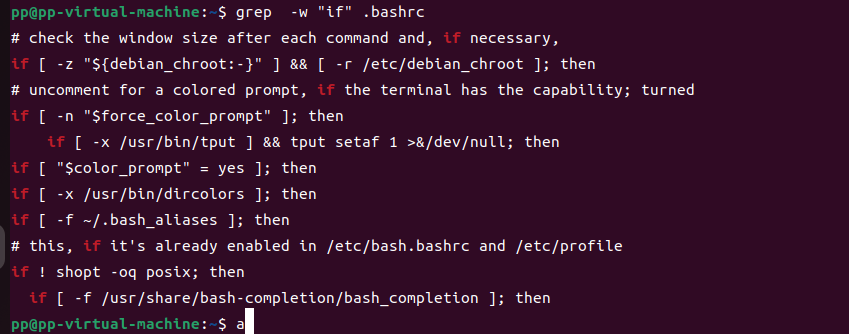 pp@pp-virtual-machine:~$ grep  -w "if" .bashrc
# check the window size after each command and, if necessary,
if [ -z "${debian_chroot:-}" ] && [ -r /etc/debian_chroot ]; then
# uncomment for a colored prompt, if the terminal has the capability; turned
if [ -n "$force_color_prompt" ]; then
    if [ -x /usr/bin/tput ] && tput setaf 1 >&/dev/null; then
if [ "$color_prompt" = yes ]; then
if [ -x /usr/bin/dircolors ]; then
if [ -f ~/.bash_aliases ]; then
# this, if it's already enabled in /etc/bash.bashrc and /etc/profile
if ! shopt -oq posix; then
  if [ -f /usr/share/bash-completion/bash_completion ]; then
pp@pp-virtual-machine:~$ a